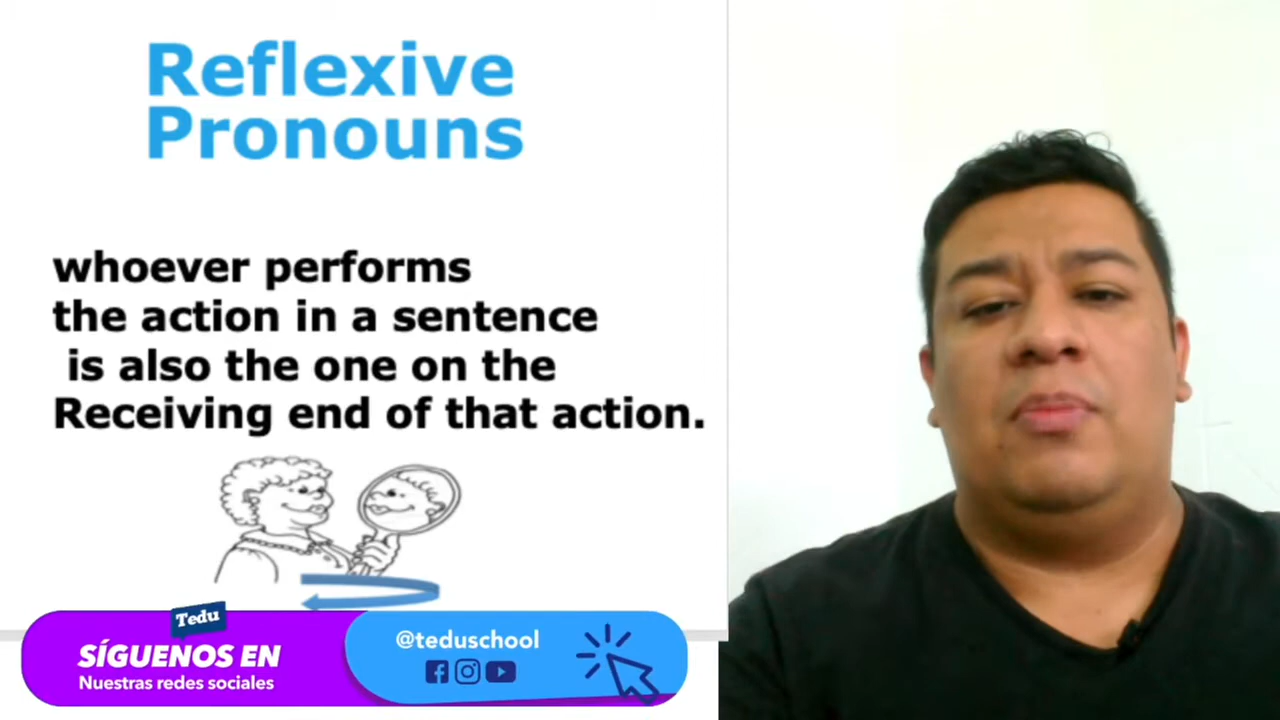 Reflexive
Pronouns
whoever performs
the action in a sentence
is also the one on the
Receiving end of that action.
Tedu
SÍGUENOS EN
Nuestras redes sociales
@teduschool